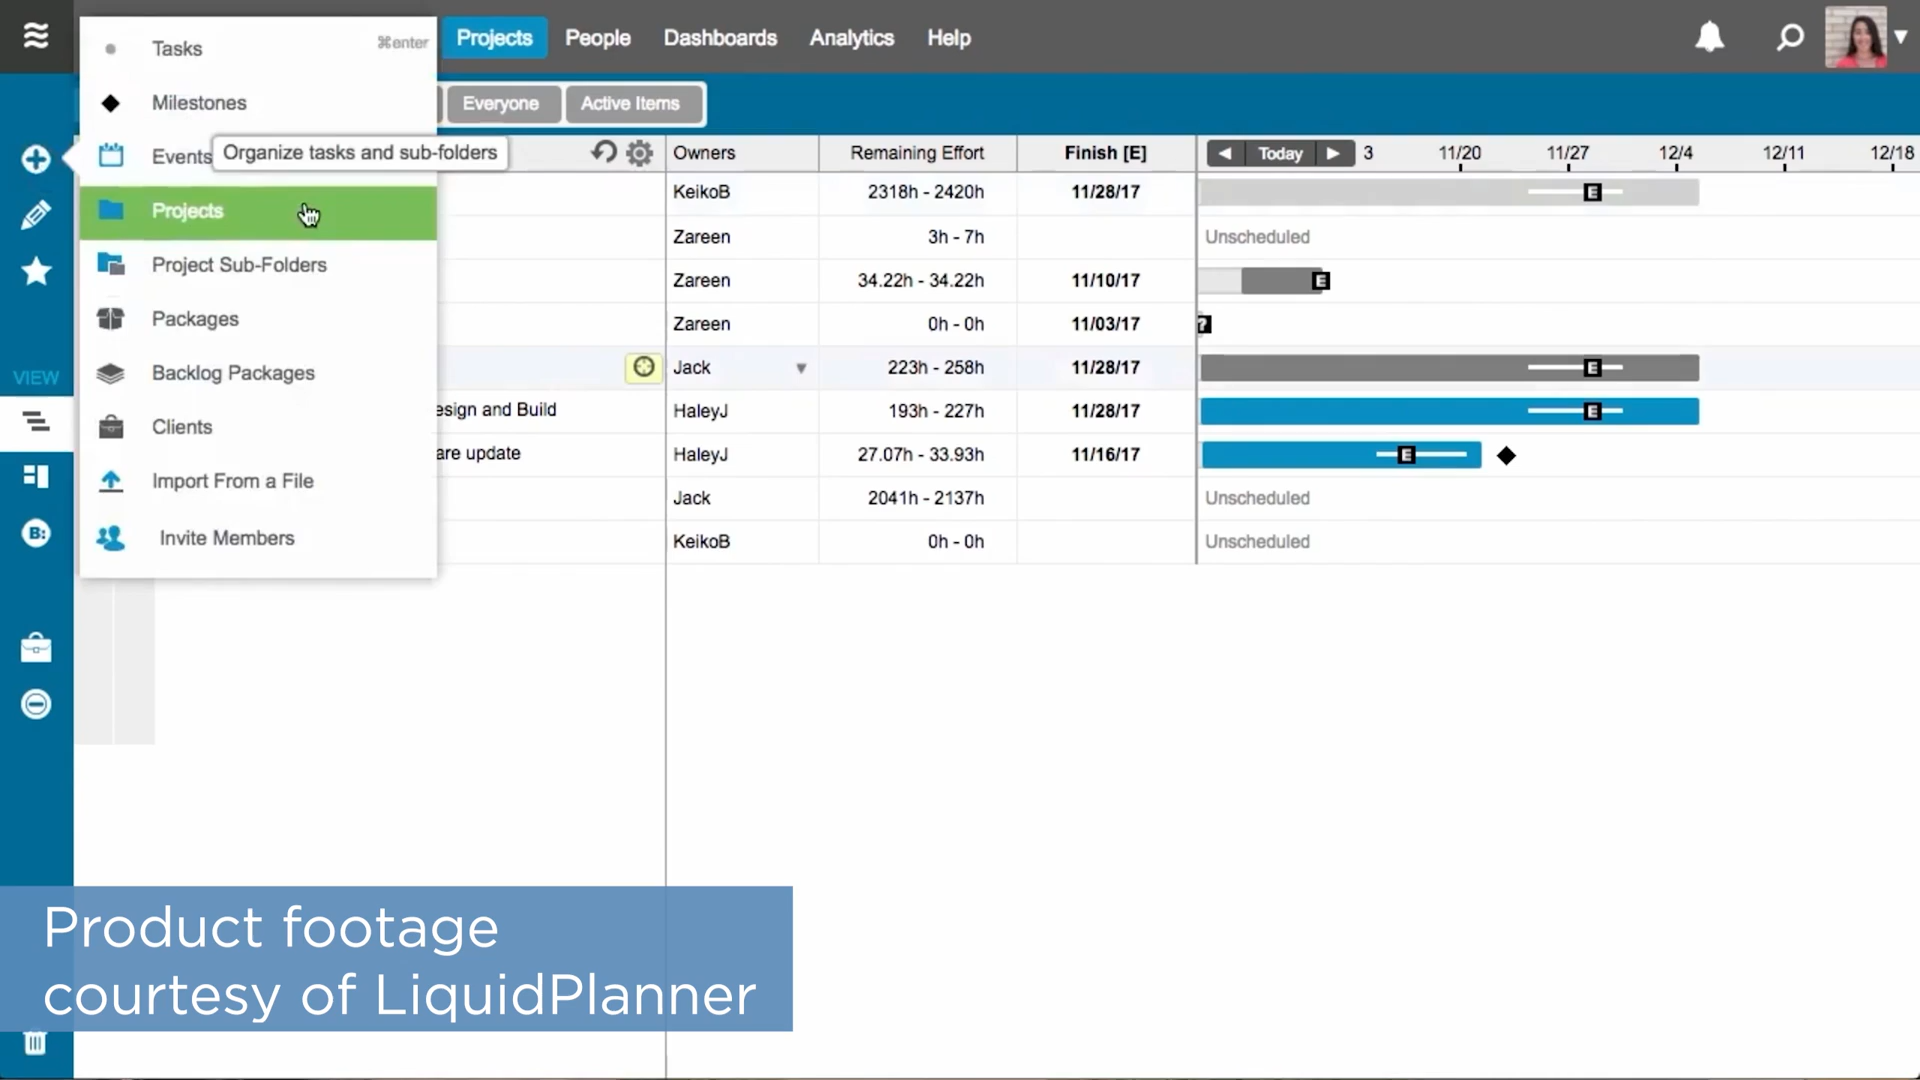 Tasks ⌘enter
Projects People Dashboards Analytics Help
Milestones
Everyone Active Items
Events
Organize tasks and sub-folders
Owners Remaining Effort Finish [E] Today 3 11/20 11/27 12/4 12/11 12/18
Projects
KeikoB 2318h - 2420h 11/28/17 E
Zareen 3h - 7h Unscheduled
Project Sub-Folders
Zareen 34.22h - 34.22h 11/10/17 E
Packages
Zareen 0h - 0h 11/03/17 ?
VIEW
Backlog Packages
Jack 223h - 258h 11/28/17 E
Clients
esign and Build HaleyJ 193h - 227h 11/28/17 E
are update HaleyJ 27.07h - 33.93h 11/16/17 E
Import From a File
Jack 2041h - 2137h Unscheduled
B:
Invite Members
KeikoB 0h - 0h Unscheduled
Product footage
courtesy of LiquidPlanner